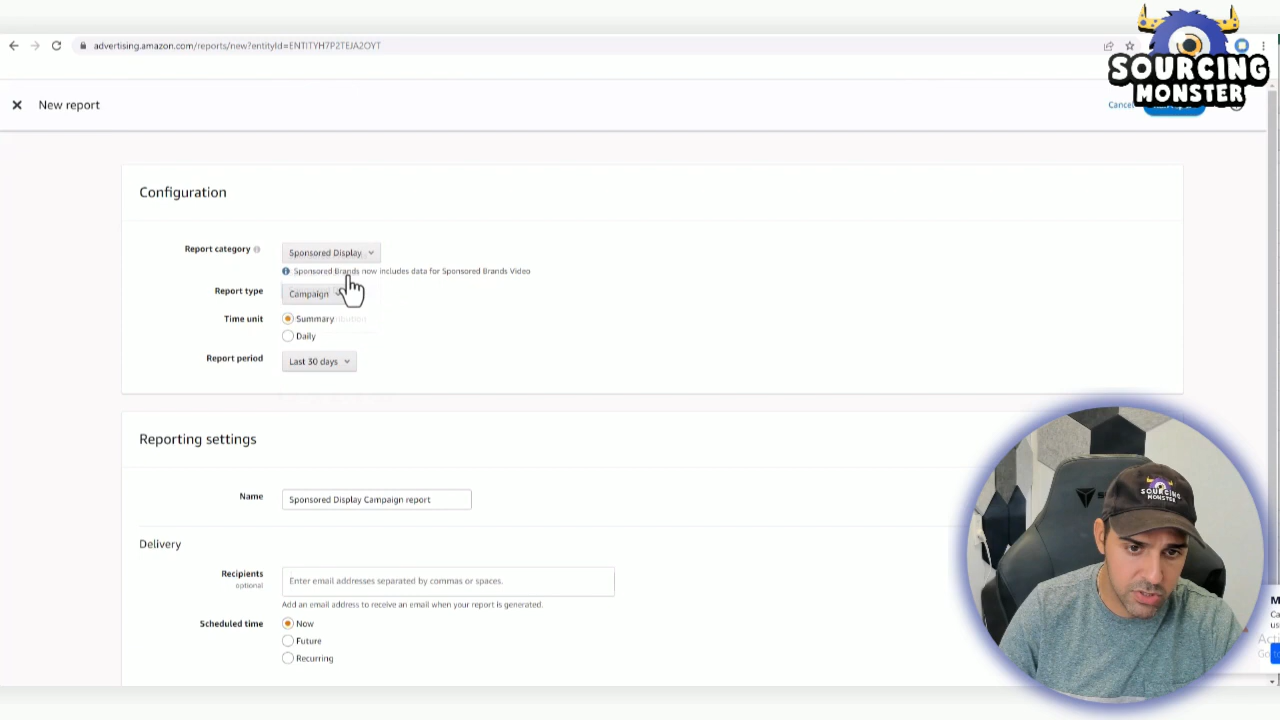 advertising.amazon.com/reports/new?entityId=ENTITYH7P2TEJA2OYT
SOURCING
MONSTER
New report
Cancel
Configuration
Report category
Sponsored Display
Sponsored Brands now includes data for Sponsored Brands Video
Report type
Campaign
Time unit
Summary
Daily
Report period
Last 30 days
Reporting settings
Name
Sponsored Display Campaign report
Delivery
Recipients
optional
Enter email addresses separated by commas or spaces.
Add an email address to receive an email when your report is generated.
Scheduled time
Now
Future
Recurring
SOURCING
MONSTER